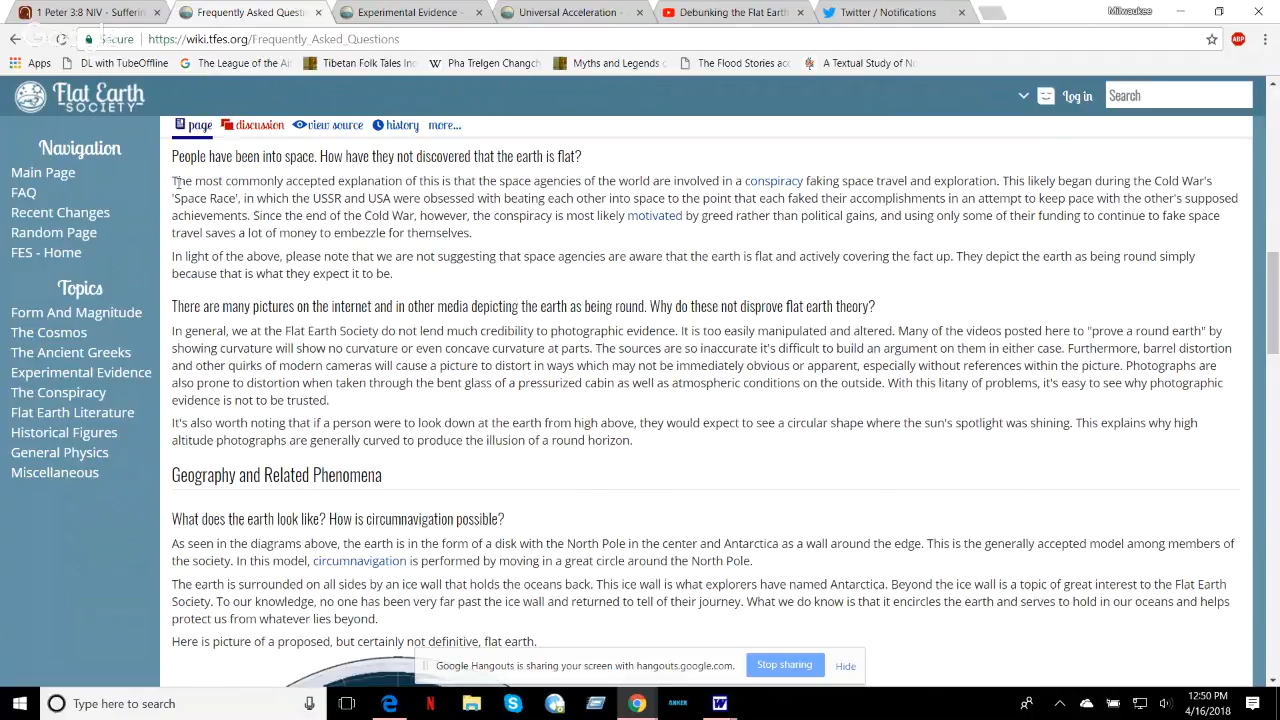 1 Peter 3:8 NIV - Sufferin
Frequently Asked Questi
Experimental Evidence -
Universal Acceleration -
Debunking the Flat Earth
Twitter / Notifications
Milwaukee
Secure
https://wiki.tfes.org/Frequently_Asked_Questions
ABP
Apps
DL with TubeOffline
The League of the Air
Tibetan Folk Tales Inc
Pha Trelgen Changch
Myths and Legends o
The Flood Stories acc
A Textual Study of No
Flat Earth
SOCIETY
Log in
Search
page
discussion
view source
history
more...
Navigation
Main Page
FAQ
Recent Changes
Random Page
FES - Home
Topics
Form And Magnitude
The Cosmos
The Ancient Greeks
Experimental Evidence
The Conspiracy
Flat Earth Literature
Historical Figures
General Physics
Miscellaneous
People have been into space. How have they not discovered that the earth is flat?
The most commonly accepted explanation of this is that the space agencies of the world are involved in a conspiracy faking space travel and exploration. This likely began during the Cold War's
'Space Race', in which the USSR and USA were obsessed with beating each other into space to the point that each faked their accomplishments in an attempt to keep pace with the other's supposed
achievements. Since the end of the Cold War, however, the conspiracy is most likely motivated by greed rather than political gains, and using only some of their funding to continue to fake space
travel saves a lot of money to embezzle for themselves.
In light of the above, please note that we are not suggesting that space agencies are aware that the earth is flat and actively covering the fact up. They depict the earth as being round simply
because that is what they expect it to be.
There are many pictures on the internet and in other media depicting the earth as being round. Why do these not disprove flat earth theory?
In general, we at the Flat Earth Society do not lend much credibility to photographic evidence. It is too easily manipulated and altered. Many of the videos posted here to "prove a round earth" by
showing curvature will show no curvature or even concave curvature at parts. The sources are so inaccurate it's difficult to build an argument on them in either case. Furthermore, barrel distortion
and other quirks of modern cameras will cause a picture to distort in ways which may not be immediately obvious or apparent, especially without references within the picture. Photographs are
also prone to distortion when taken through the bent glass of a pressurized cabin as well as atmospheric conditions on the outside. With this litany of problems, it's easy to see why photographic
evidence is not to be trusted.
It's also worth noting that if a person were to look down at the earth from high above, they would expect to see a circular shape where the sun's spotlight was shining. This explains why high
altitude photographs are generally curved to produce the illusion of a round horizon.
Geography and Related Phenomena
What does the earth look like? How is circumnavigation possible?
As seen in the diagrams above, the earth is in the form of a disk with the North Pole in the center and Antarctica as a wall around the edge. This is the generally accepted model among members of
the society. In this model, circumnavigation is performed by moving in a great circle around the North Pole.
The earth is surrounded on all sides by an ice wall that holds the oceans back. This ice wall is what explorers have named Antarctica. Beyond the ice wall is a topic of great interest to the Flat Earth
Society. To our knowledge, no one has been very far past the ice wall and returned to tell of their journey. What we do know is that it encircles the earth and serves to hold in our oceans and helps
protect us from whatever lies beyond.
Here is picture of a proposed, but certainly not definitive, flat earth.
Google Hangouts is sharing your screen with hangouts.google.com.
Stop sharing
Hide
Type here to search
ANKER
12:50 PM
4/16/2018